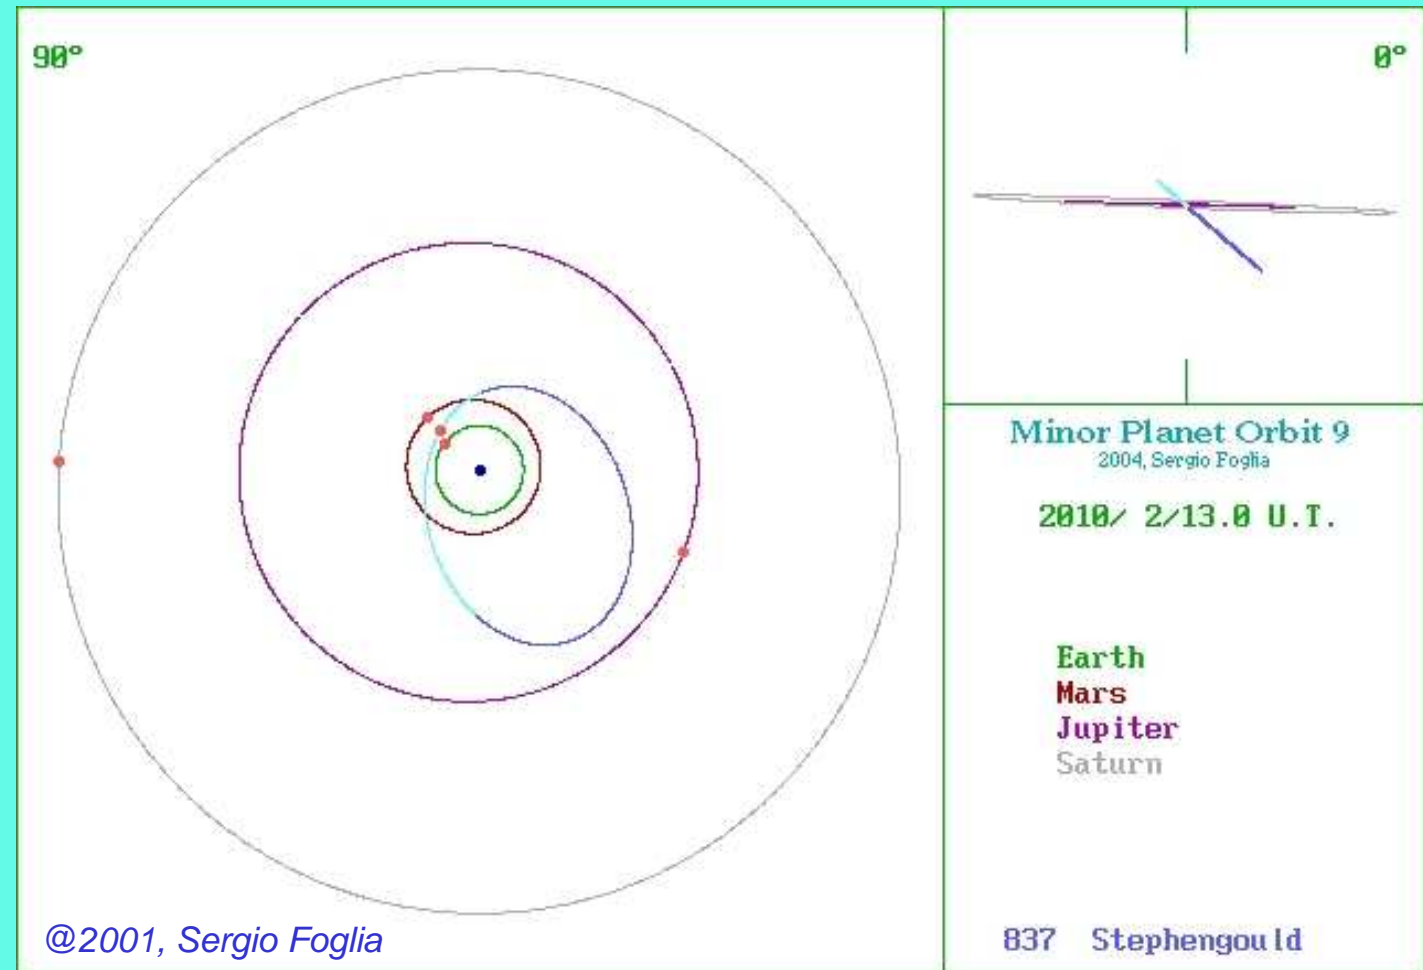 90°
0°
Minor Planet Orbit 9
2004, Sergio Foglia
2010/ 2/13.0 U.T.
Earth
Mars
Jupiter
Saturn
837 Stephengould
@2001, Sergio Foglia